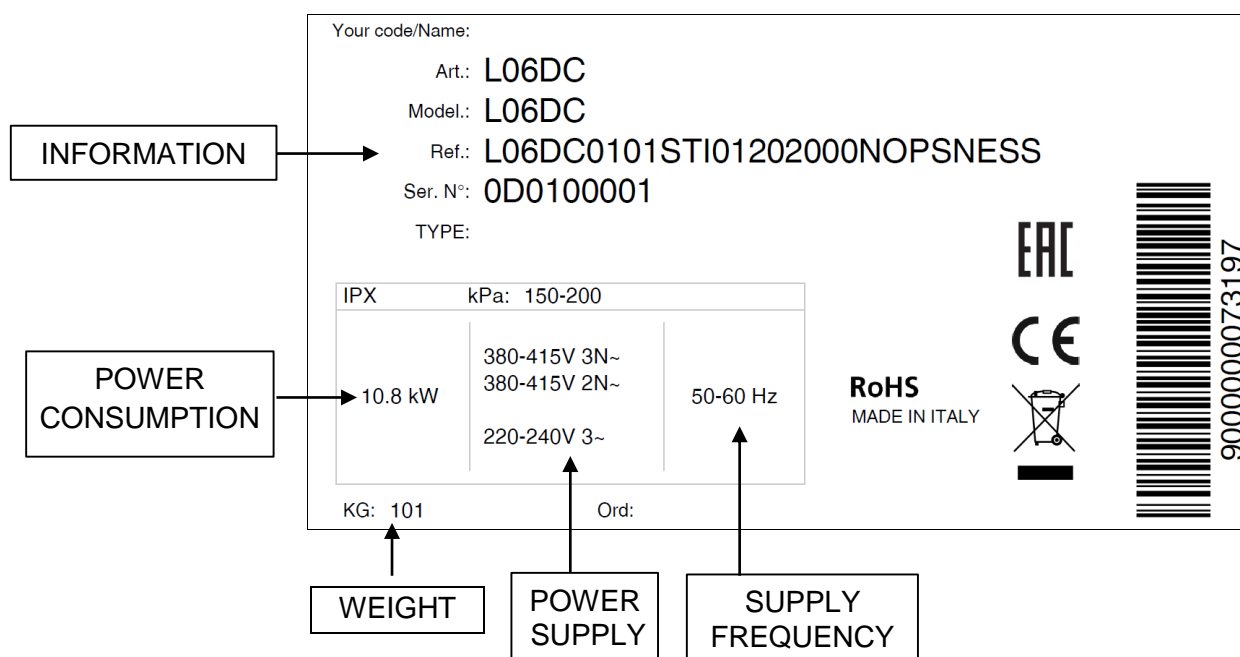 Your code/Name:
Art.: L06DC
Model.: L06DC
INFORMATION
Ref.: L06DC0101STI01202000NOPSNESS
Ser. N°: 0D0100001
TYPE:
EAC
IPX kPa: 150-200
CE
POWER
CONSUMPTION
10.8 kW
380-415V 3N~
380-415V 2N~
220-240V 3~
50-60 Hz
RoHS
MADE IN ITALY
9000000073197
KG: 101 Ord:
WEIGHT
POWER
SUPPLY
SUPPLY
FREQUENCY